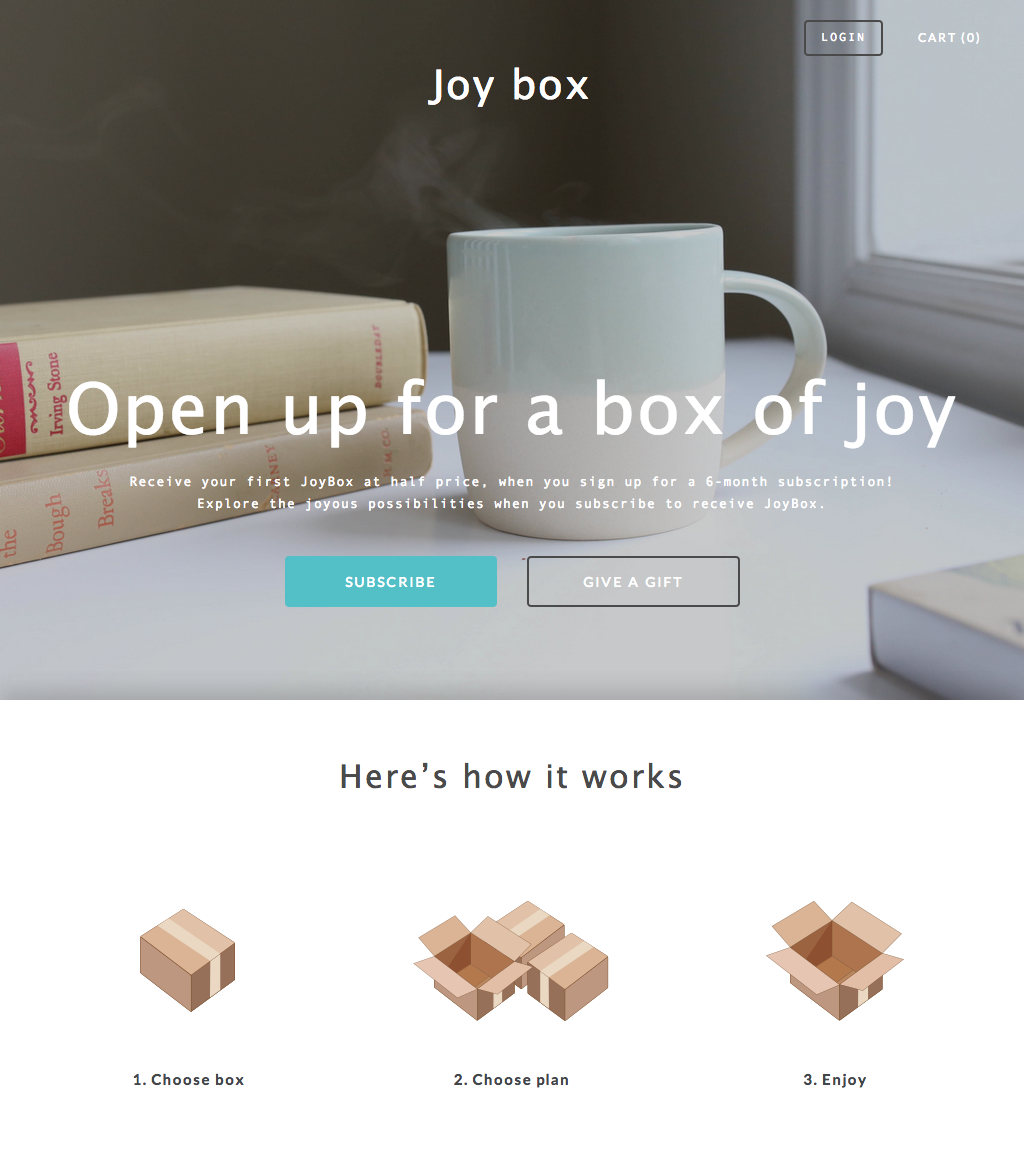 LOGIN
CART (0)
Joy box
Irving Stone
DOUBLEDAY
Open up for a box of joy
Receive your first JoyBox at half price, when you sign up for a 6-month subscription!
Explore the joyous possibilities when you subscribe to receive JoyBox.
the
Bough
Breaks
SUBSCRIBE
GIVE A GIFT
Here’s how it works
1. Choose box
2. Choose plan
3. Enjoy